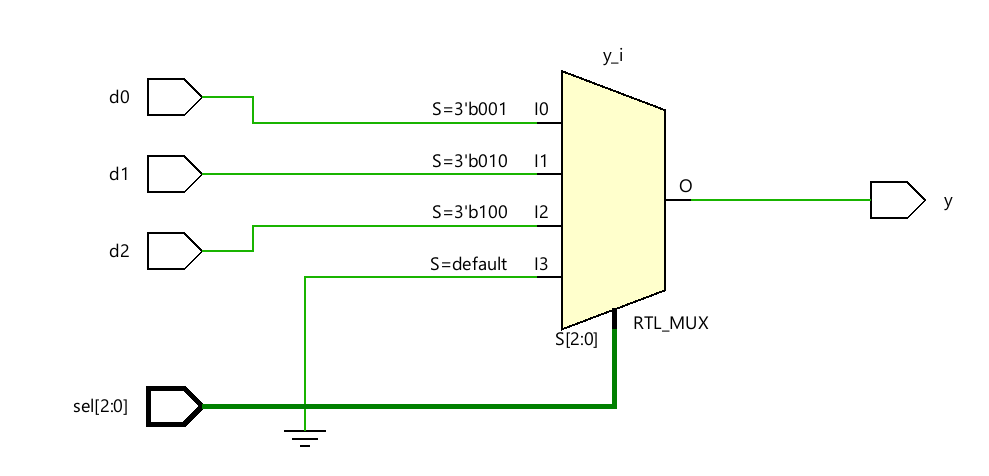 y_i
d0
S=3'b001
I0
d1
S=3'b010
I1
d2
S=3'b100
I2
S=default
I3
O
y
S[2:0]
RTL_MUX
sel[2:0]